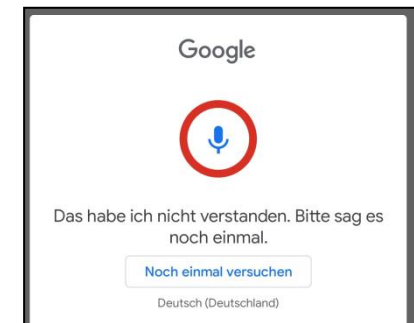 Google
Das habe ich nicht verstanden. Bitte sag es
noch einmal.
Noch einmal versuchen
Deutsch (Deutschland)